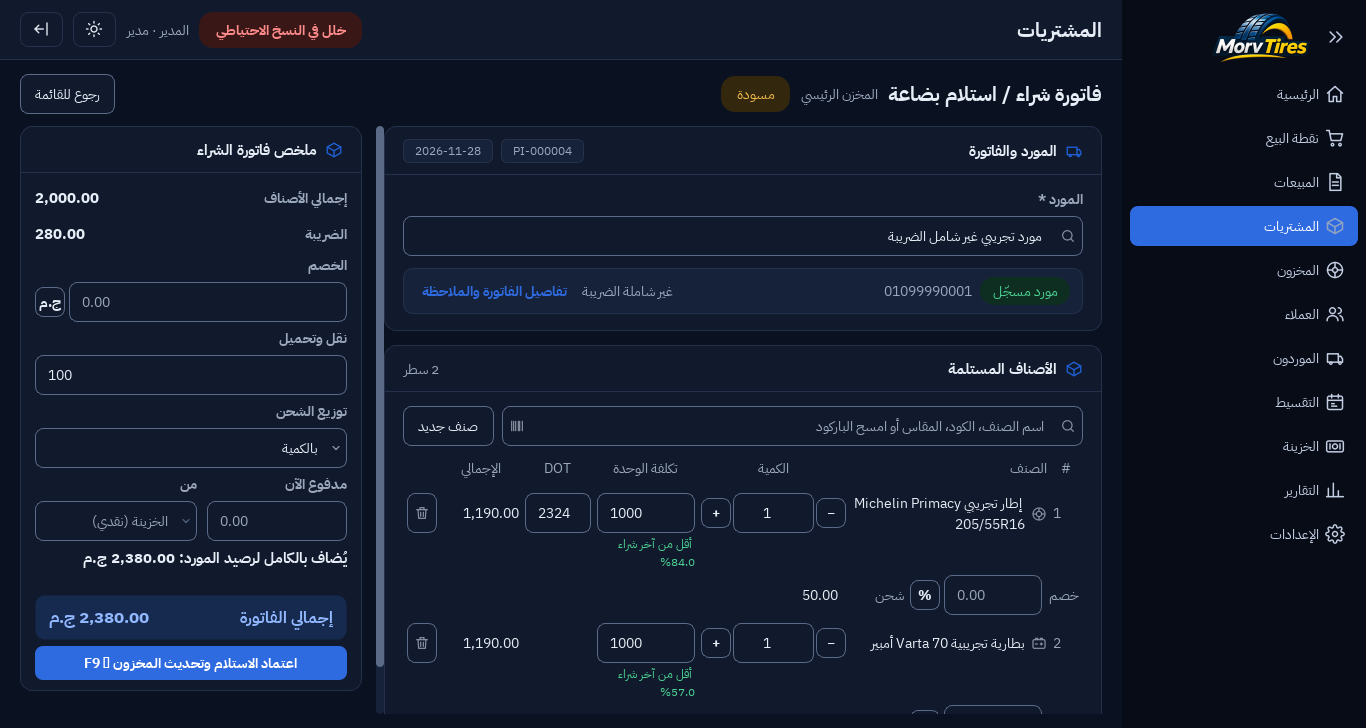 MorvTires
الرئيسية
نقطة البيع
المبيعات
المشتريات
المخزون
العملاء
الموردون
التقسيط
الخزينة
التقارير
الإعدادات
المشتريات
خلل في النسخ الاحتياطي
المدير · مدير
فاتورة شراء / استلام بضاعة
المخزن الرئيسي
مسودة
رجوع للقائمة
المورد والفاتورة
PI-000004
2026-11-28
المورد *
مورد تجريبي غير شامل الضريبة
مورد مسجّل
01099990001
غير شاملة الضريبة
تفاصيل الفاتورة والملاحظة
الأصناف المستلمة
2 سطر
اسم الصنف، الكود، المقاس أو امسح الباركود
صنف جديد
# الصنف الكمية تكلفة الوحدة DOT الإجمالي
1 إطار تجريبي Michelin Primacy 205/55R16
− 1 + 1000 2324 1,190.00
أقل من آخر شراء
%84.0
خصم 0.00 % شحن 50.00
2 بطارية تجريبية Varta 70 أمبير
− 1 + 1000 1,190.00
أقل من آخر شراء
%57.0
ملخص فاتورة الشراء
إجمالي الأصناف 2,000.00
الضريبة 280.00
الخصم
0.00 ج.م
نقل وتحميل
100
توزيع الشحن
بالكمية
مدفوع الآن
0.00
من
الخزينة (نقدي)
يُضاف بالكامل لرصيد المورد: 2,380.00 ج.م
إجمالي الفاتورة 2,380.00 ج.م
اعتماد الاستلام وتحديث المخزون F9